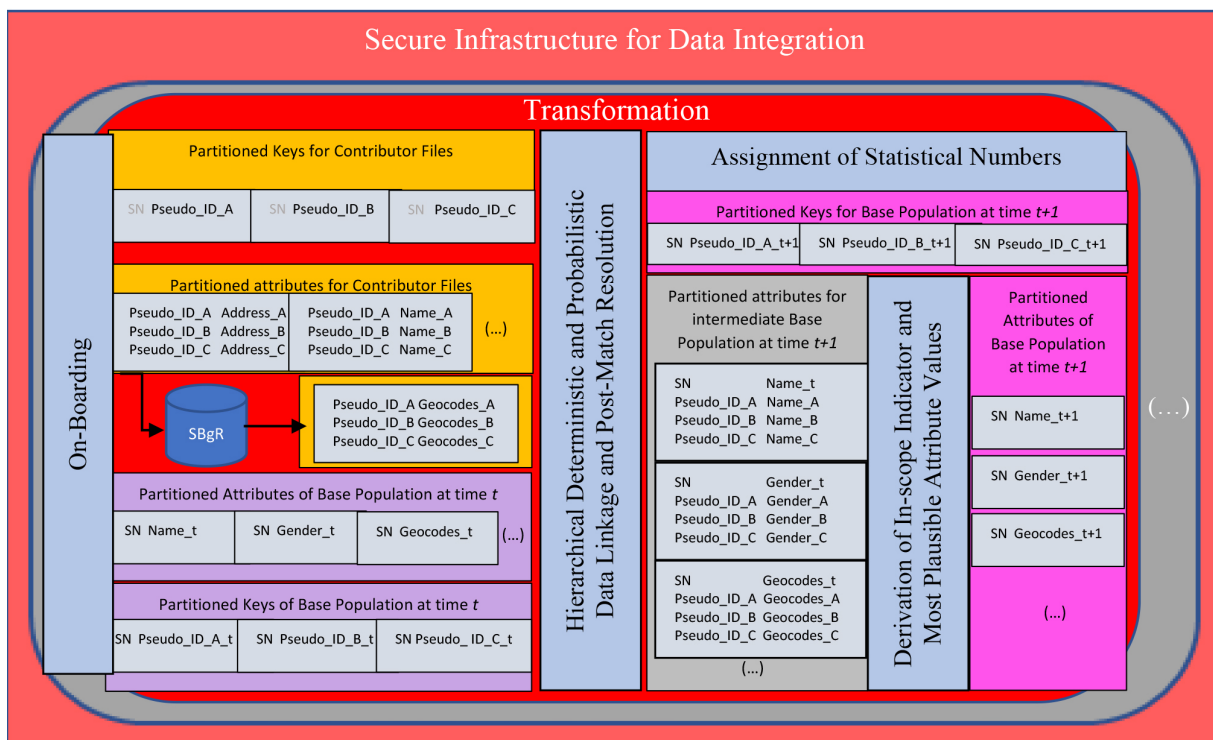 Secure Infrastructure for Data Integration
Transformation
On-Boarding
Partitioned Keys for Contributor Files
SN Pseudo_ID_A
SN Pseudo_ID_B
SN Pseudo_ID_C
Partitioned attributes for Contributor Files
Pseudo_ID_A Address_A
Pseudo_ID_B Address_B
Pseudo_ID_C Address_C
Pseudo_ID_A Name_A
Pseudo_ID_B Name_B
Pseudo_ID_C Name_C
(...)
SBgR
Pseudo_ID_A Geocodes_A
Pseudo_ID_B Geocodes_B
Pseudo_ID_C Geocodes_C
Partitioned Attributes of Base Population at time t
SN Name_t
SN Gender_t
SN Geocodes_t
(...)
Partitioned Keys of Base Population at time t
SN Pseudo_ID_A_t
SN Pseudo_ID_B_t
SN Pseudo_ ID_C_t
Hierarchical Deterministic and Probabilistic
Data Linkage and Post-Match Resolution
Assignment of Statistical Numbers
Partitioned Keys for Base Population at time t+1
SN Pseudo_ID_A_t+1
SN Pseudo_ID_B_t+1
SN Pseudo_ID_C_t+1
Partitioned attributes for
intermediate Base
Population at time t+1
SN Name_t
Pseudo_ID_A Name_A
Pseudo_ID_B Name_B
Pseudo_ID_C Name_C
SN Gender_t
Pseudo_ID_A Gender_A
Pseudo_ID_B Gender_B
Pseudo_ID_C Gender_C
SN Geocodes_t
Pseudo_ID_A Geocodes_A
Pseudo_ID_B Geocodes_B
Pseudo_ID_C Geocodes_C
(...)
Derivation of In-scope Indicator and
Most Plausible Attribute Values
Partitioned
Attributes of
Base Population
at time t+1
SN Name_t+1
SN Gender_t+1
SN Geocodes_t+1
(...)
(...)